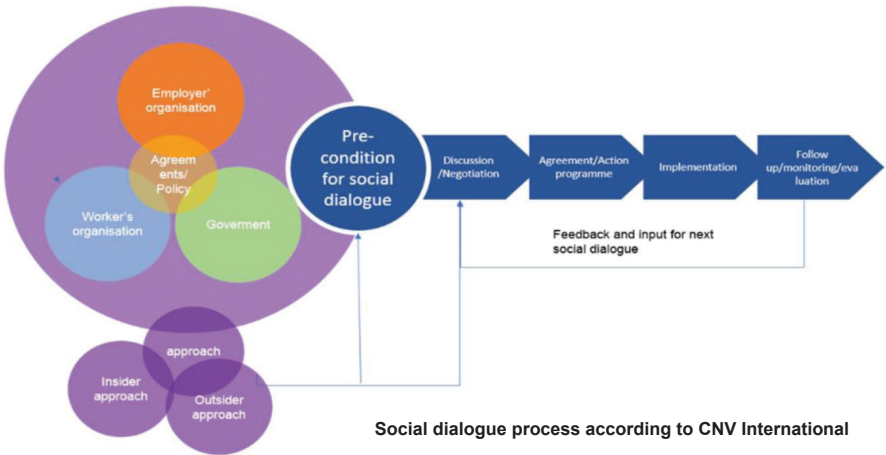 Employer'
organisation
Agreem
ents/
Policy
Worker's
organisation
Goverment
Pre-
condition
for social
dialogue
Discussion
/Negotiation
Agreement/Action
programme
Implementation
Follow
up/monitoring/eva
luation
Feedback and input for next
social dialogue
approach
Insider
approach
Outsider
approach
Social dialogue process according to CNV International